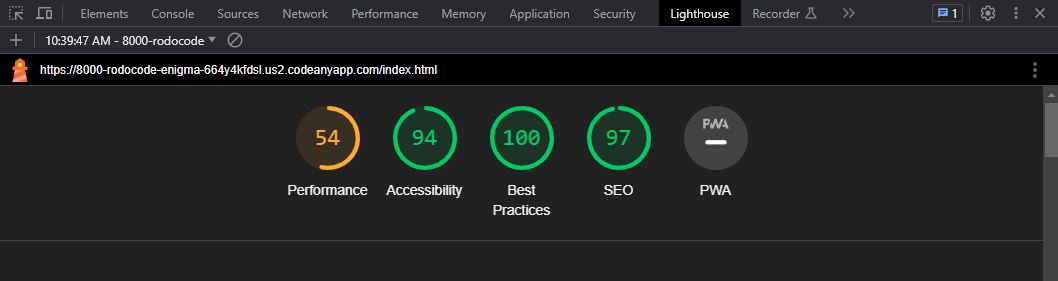 Elements Console Sources Network Performance Memory Application Security Lighthouse Recorder 1
10:39:47 AM - 8000-rodocode
https://8000-rodocode-enigma-664y4kfdsl.us2.codeanyapp.com/index.html
54 94 100 97 PWA
Performance Accessibility Best Practices SEO PWA